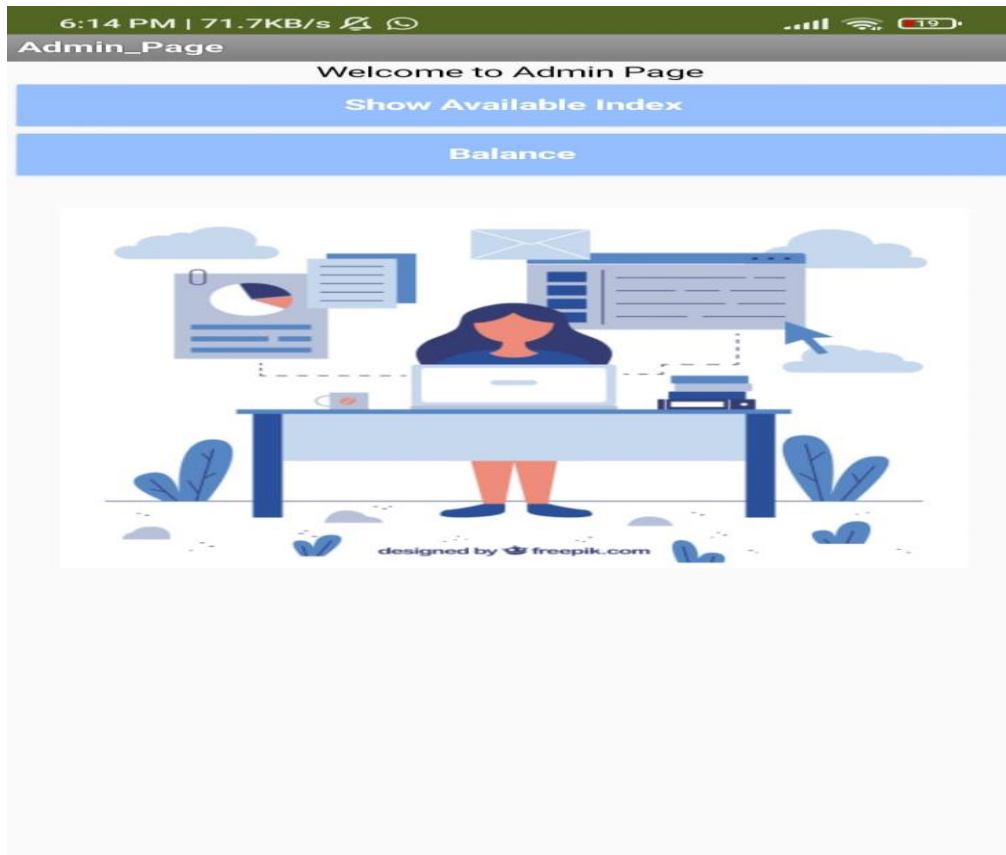 6:14 PM | 71.7KB/s 19
Admin_Page
Welcome to Admin Page
Show Available Index
Balance
designed by freepik.com